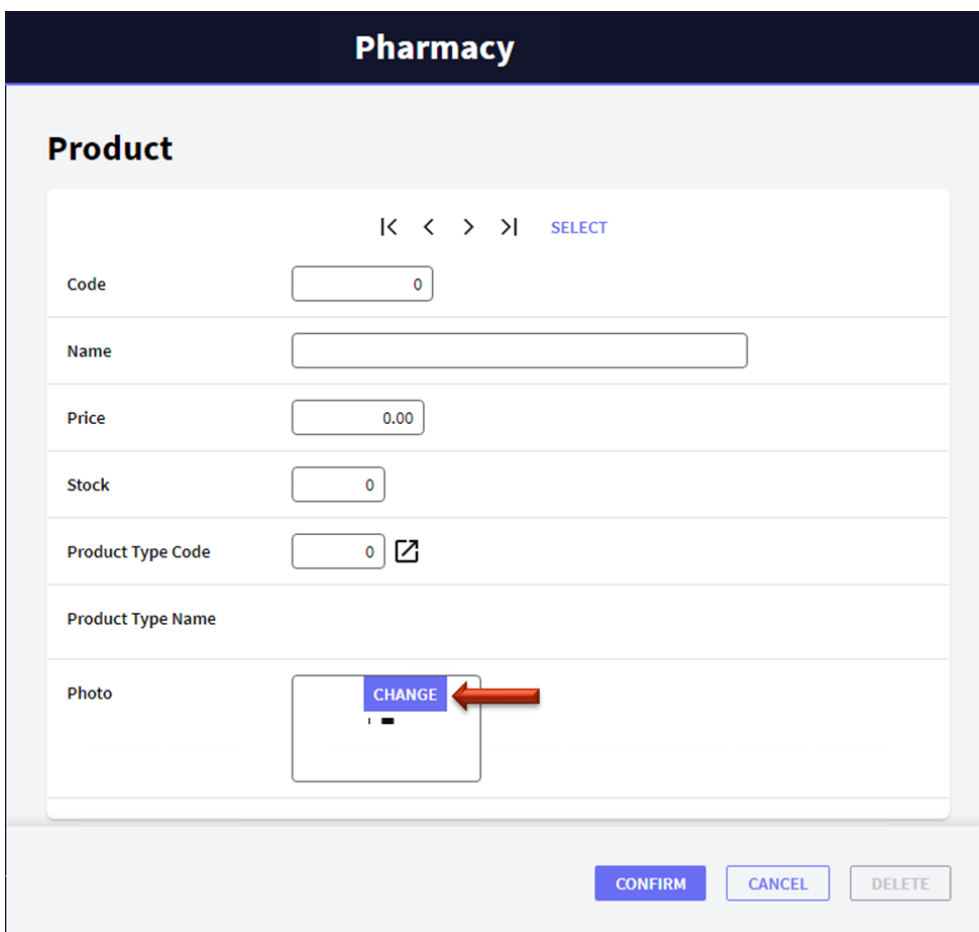 Pharmacy
Product
SELECT
Code 0
Name
Price 0.00
Stock 0
Product Type Code 0
Product Type Name
Photo CHANGE
CONFIRM CANCEL DELETE